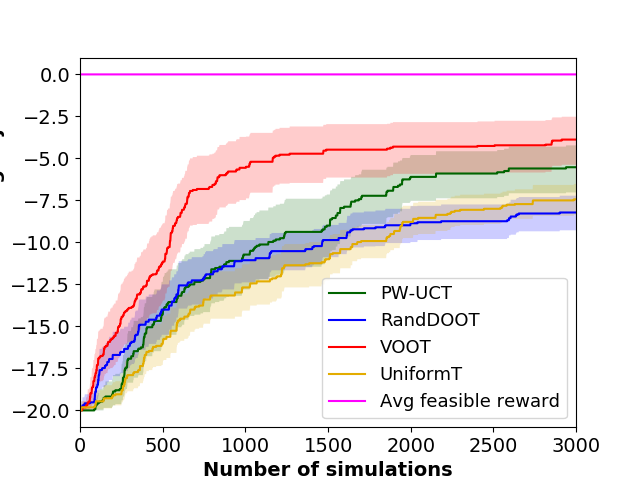 0.0
−2.5
−5.0
−7.5
−10.0
−12.5
−15.0
−17.5
−20.0
0 500 1000 1500 2000 2500 3000
Number of simulations
PW-UCT
RandDOOT
VOOT
UniformT
Avg feasible reward